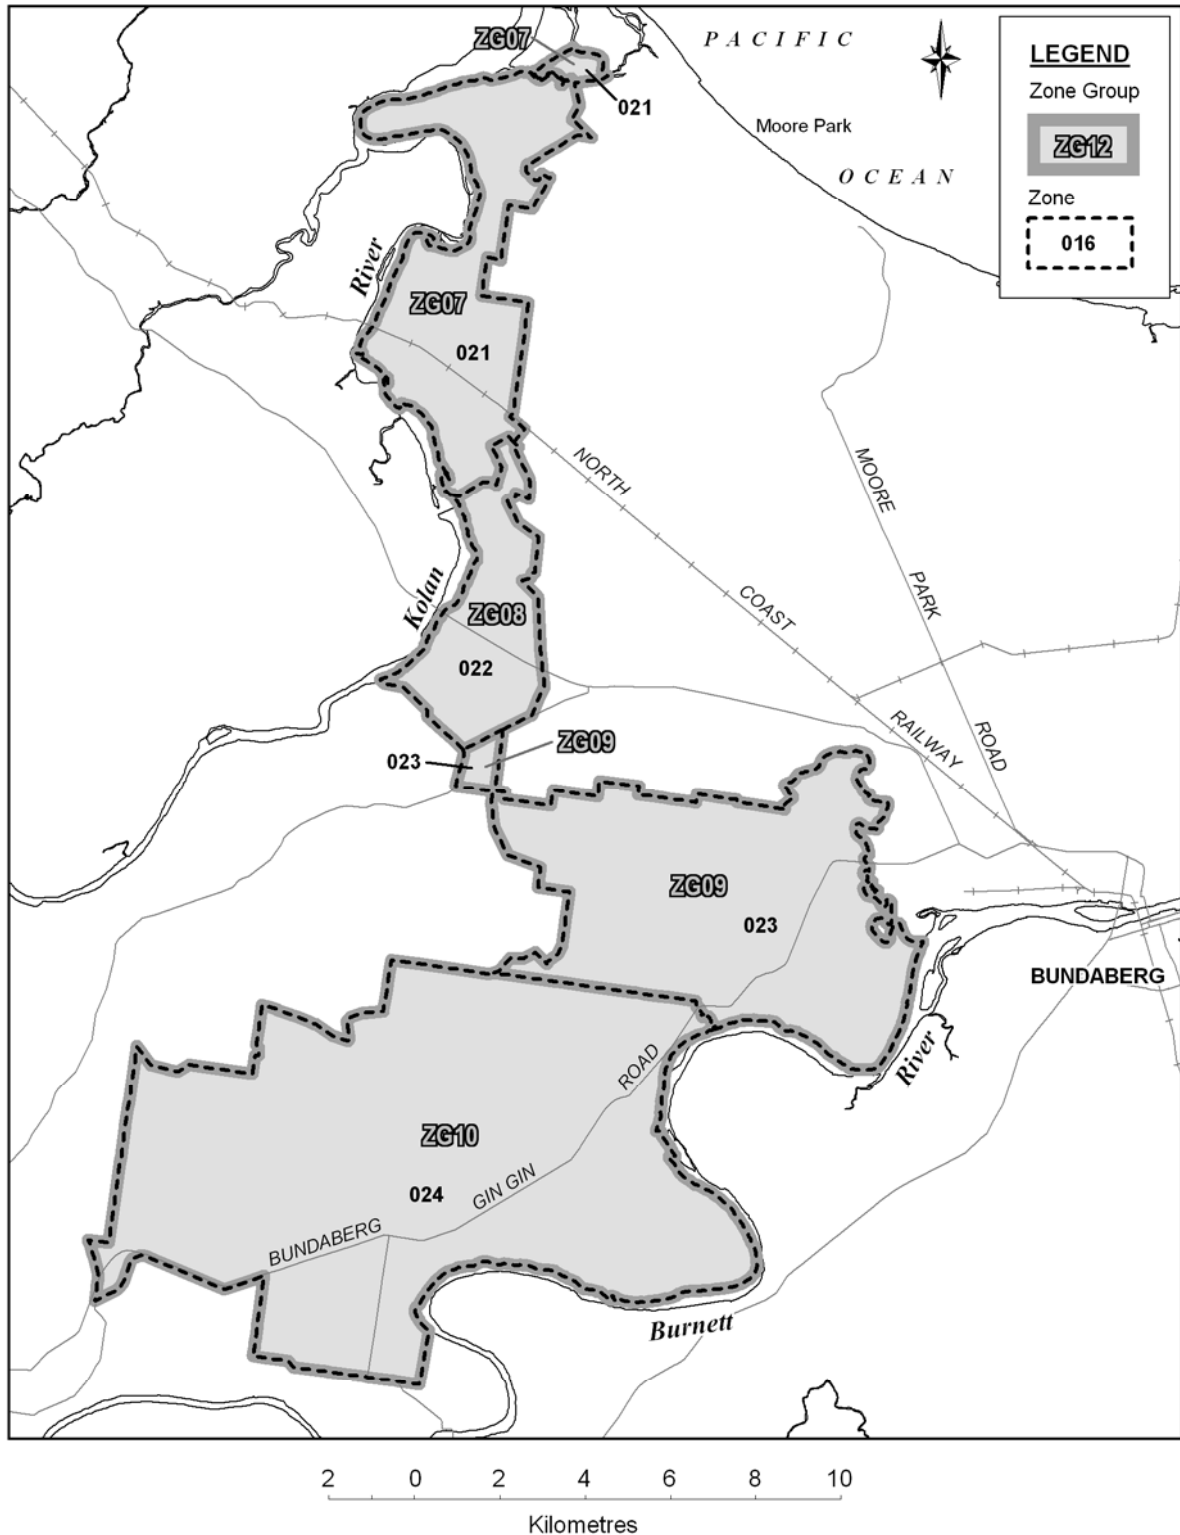 ZG07
PACIFIC
LEGEND
Zone Group
ZG12
Zone
016
021
Moore Park
OCEAN
River
ZG07
021
NORTH
MOORE
Kolan
ZG08
022
COAST
PARK
RAILWAY
ROAD
ZG09
023
ZG09
023
BUNDABERG
River
ROAD
ZG10
024
GIN GIN
BUNDABERG
Burnett
2 0 2 4 6 8 10
Kilometres